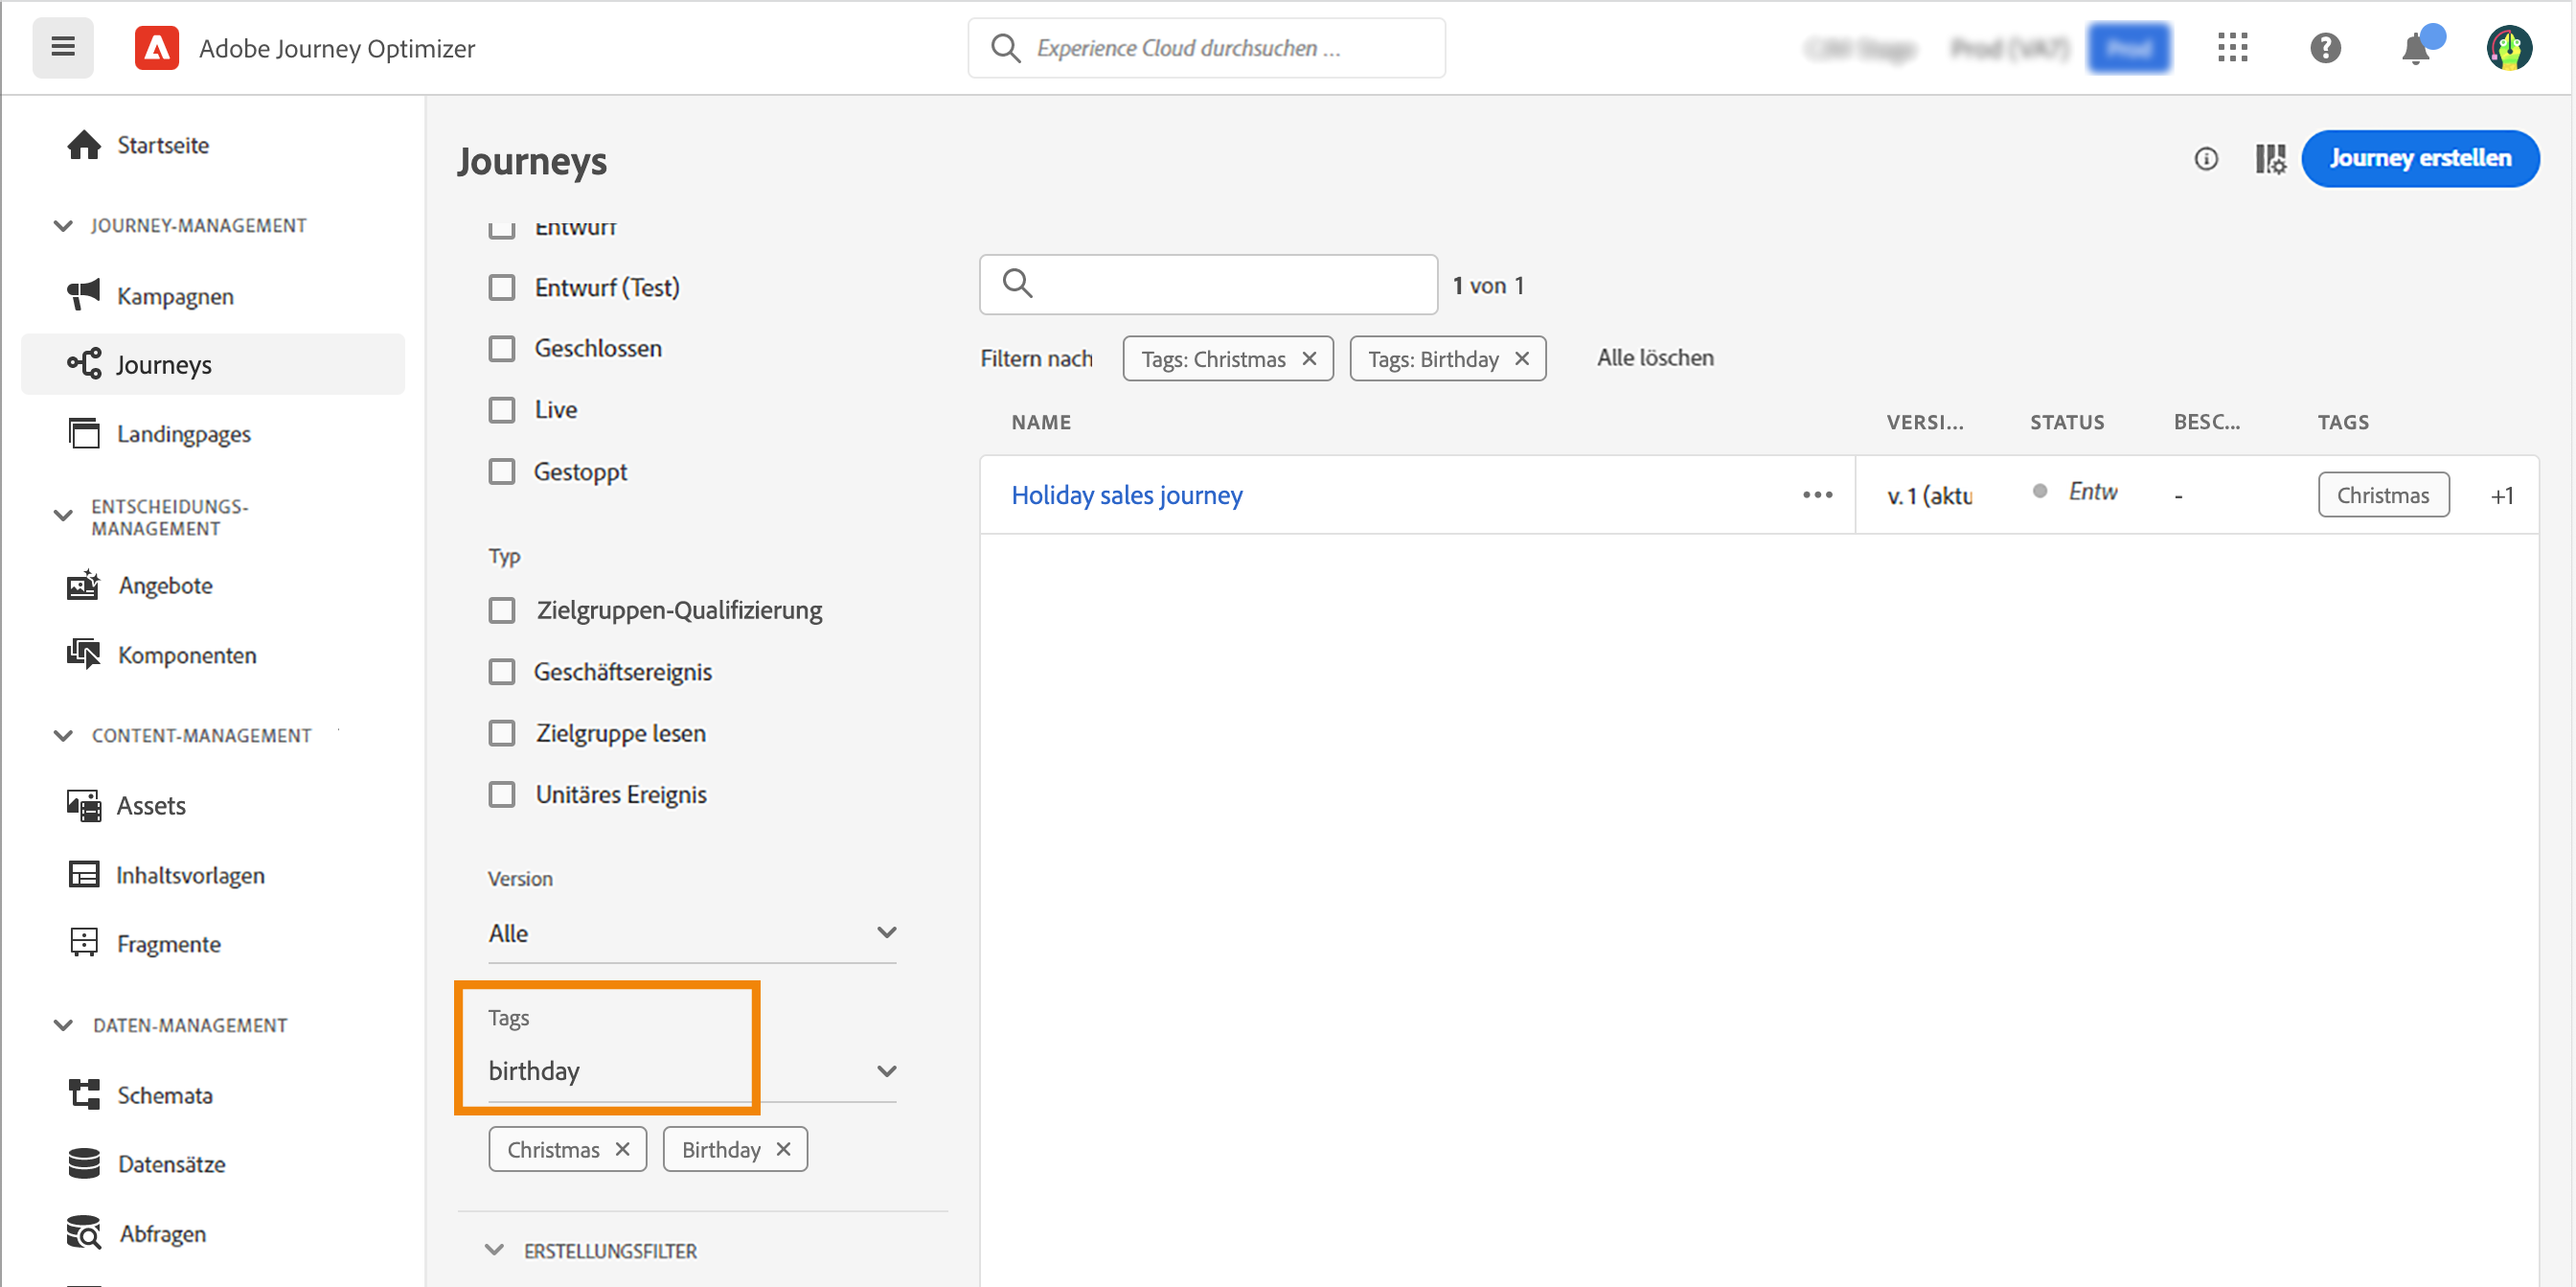 Adobe Journey Optimizer
Experience Cloud durchsuchen ...
Prod (VA7)
Prod
Startseite
JOURNEY-MANAGEMENT
Kampagnen
Journeys
Landingpages
ENTSCHEIDUNGS-
MANAGEMENT
Angebote
Komponenten
CONTENT-MANAGEMENT
Assets
Inhaltsvorlagen
Fragmente
DATEN-MANAGEMENT
Schemata
Datensätze
Abfragen
Journeys
Journey erstellen
Entwurf
Entwurf (Test)
Geschlossen
Live
Gestoppt
Typ
Zielgruppen-Qualifizierung
Geschäftsereignis
Zielgruppe lesen
Unitäres Ereignis
Version
Alle
Tags
birthday
Christmas
Birthday
ERSTELLUNGSFILTER
1 von 1
Filtern nach
Tags: Christmas
Tags: Birthday
Alle löschen
NAME VERSI... STATUS BESC... TAGS
Holiday sales journey v. 1 (aktu Entw - Christmas +1